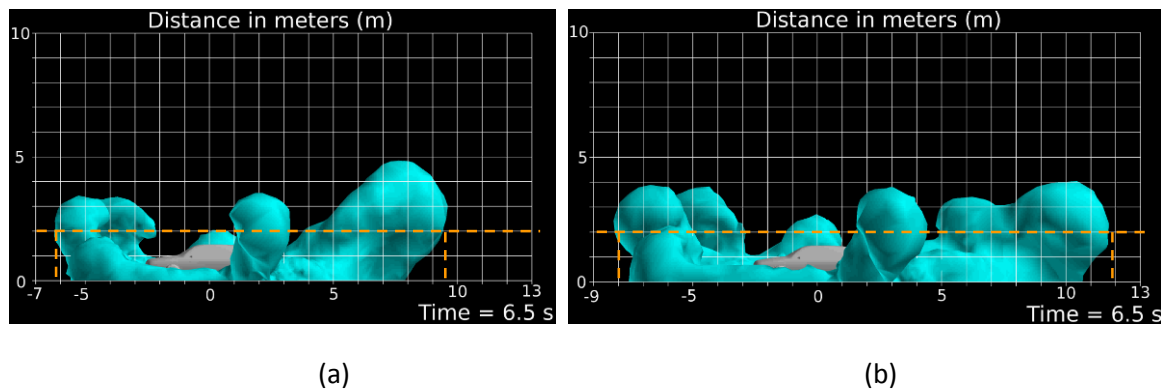 Distance in meters (m)
10
5
0
-7 -5 0 5 10 13
Time = 6.5 s
(a)
Distance in meters (m)
10
5
0
-9 -5 0 5 10 13
Time = 6.5 s
(b)